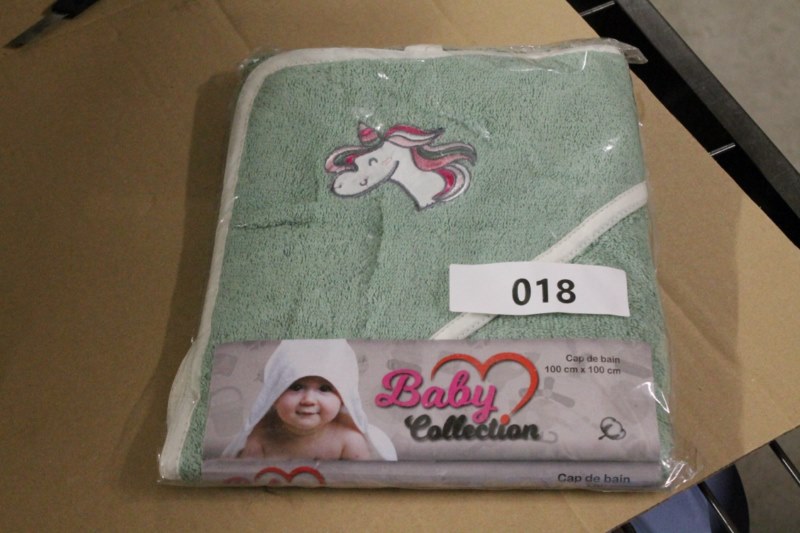 018
Cap de bain
100 cm x 100 cm
Baby
Collection
Cap de bain